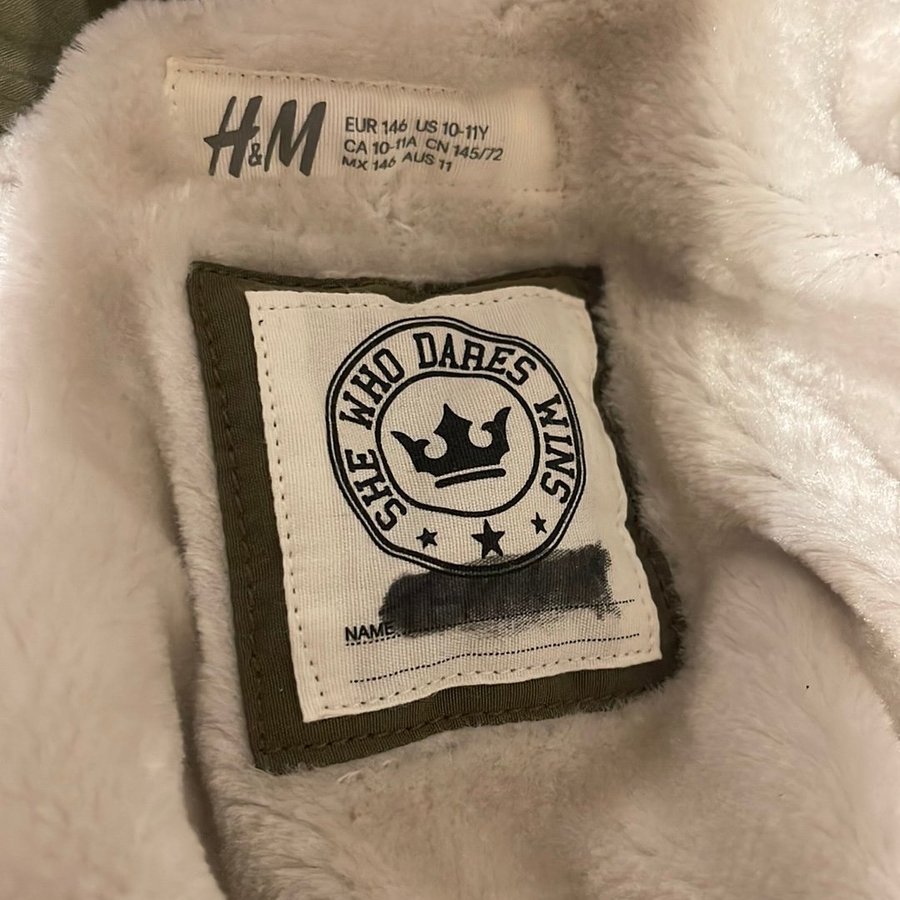 H&M
EUR 146 US 10-11Y
CA 10-11A CN 145/72
MX 146 AUS 11
SHE WHO DARES WINS
NAME